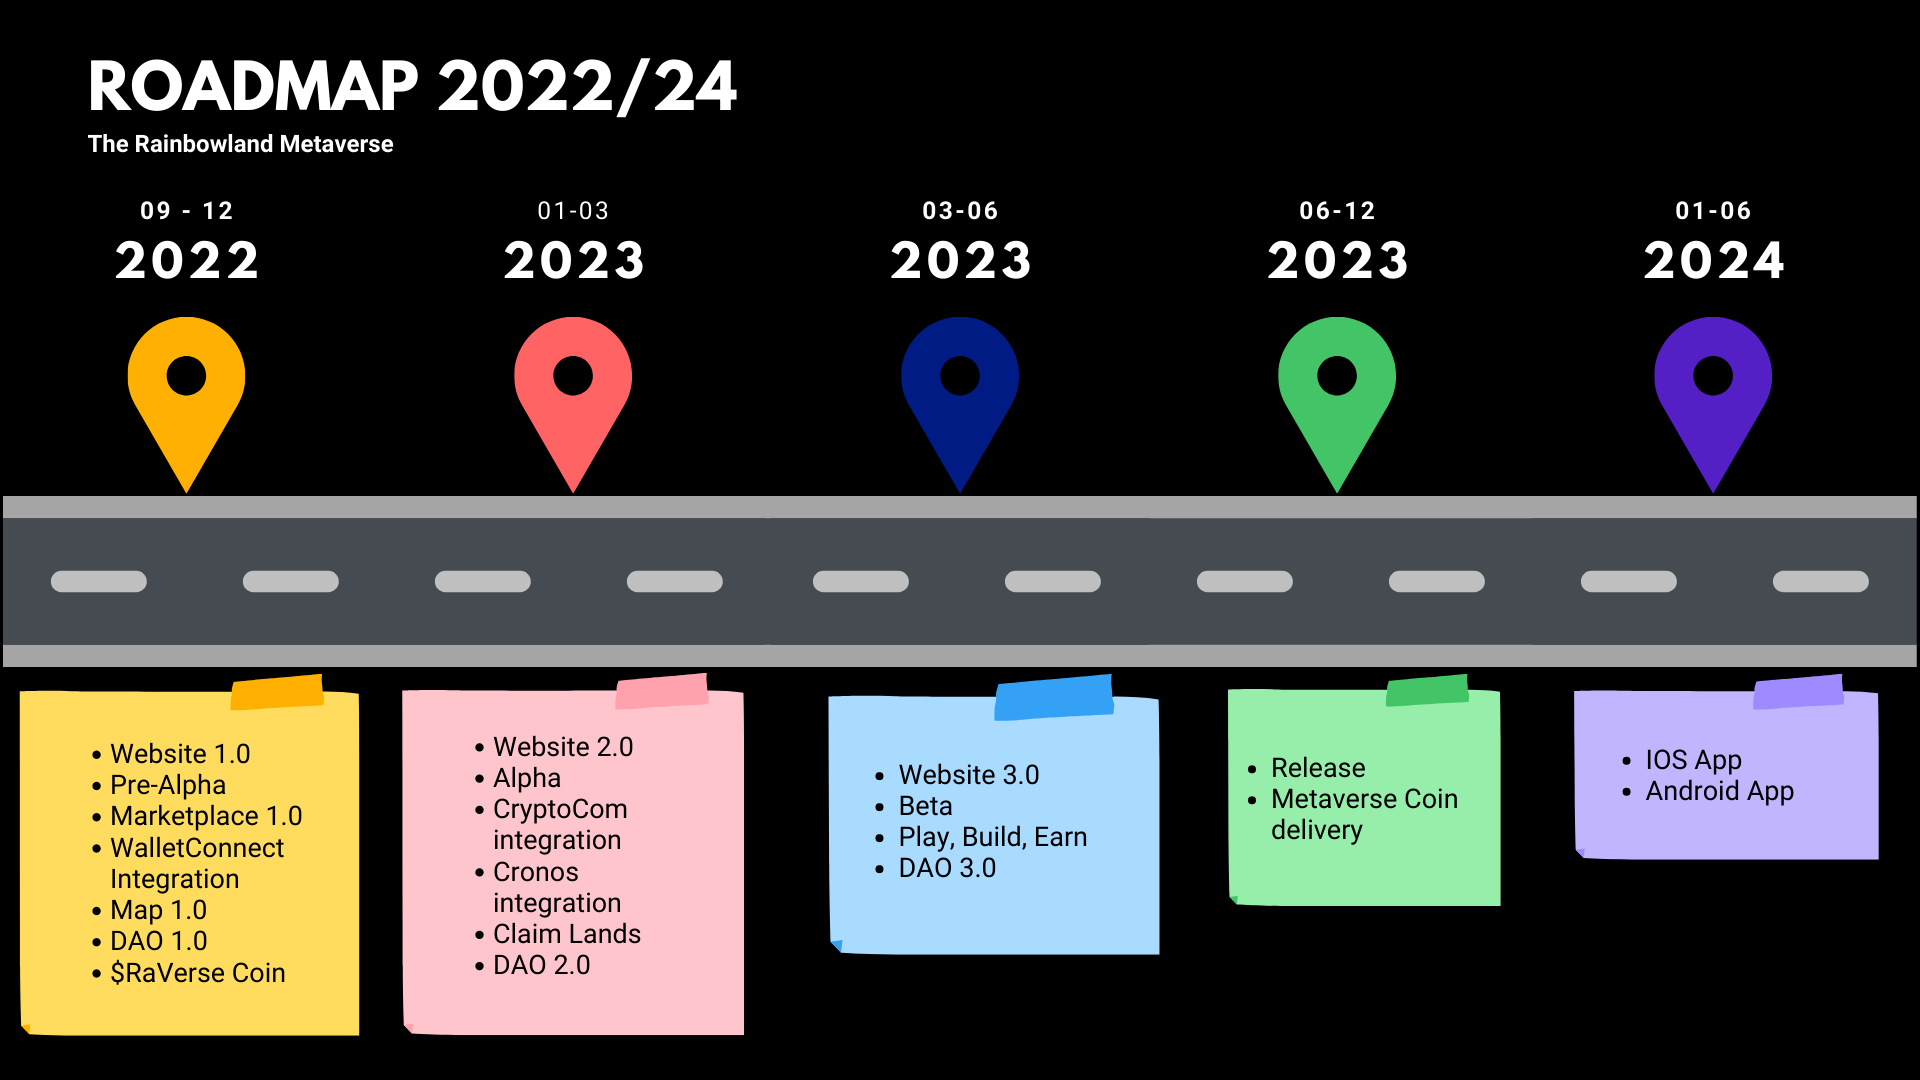 ROADMAP 2022/24
The Rainbowland Metaverse
09 - 12
2022
01-03
2023
03-06
2023
06-12
2023
01-06
2024
• Website 1.0
• Pre-Alpha
• Marketplace 1.0
• WalletConnect
Integration
• Map 1.0
• DAO 1.0
• $RaVerse Coin
• Website 2.0
• Alpha
• CryptoCom
integration
• Cronos
integration
• Claim Lands
• DAO 2.0
• Website 3.0
• Beta
• Play, Build, Earn
• DAO 3.0
• Release
• Metaverse Coin
delivery
• IOS App
• Android App